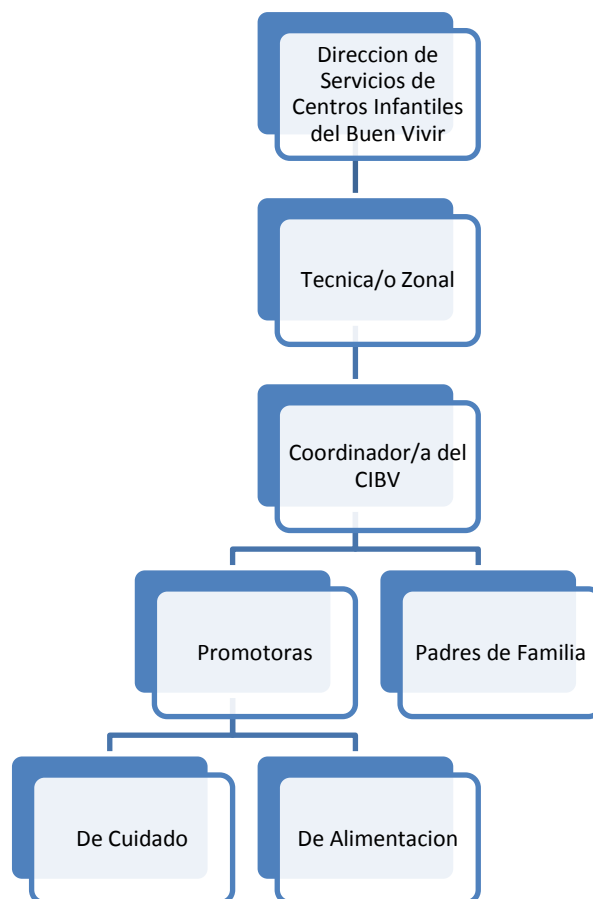 Direccion de
Servicios de
Centros Infantiles
del Buen Vivir
Tecnica/o Zonal
Coordinador/a del
CIBV
Promotoras
Padres de Familia
De Cuidado
De Alimentacion